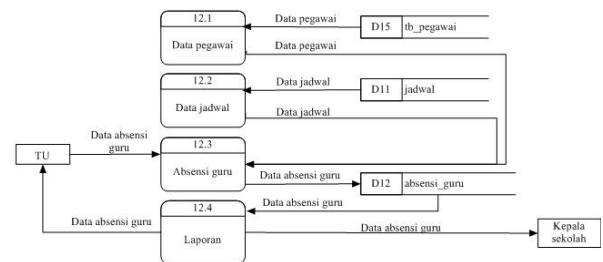 12.1
Data pegawai
D15 tb_pegawai
Data pegawai
Data pegawai
12.2
Data jadwal
D11 jadwal
Data jadwal
Data jadwal
12.3
Data absensi
guru
TU
Absensi guru
Data absensi guru
D12 absensi_guru
12.4
Data absensi guru
Data absensi guru
Data absensi guru
Laporan
Kepala
sekolah